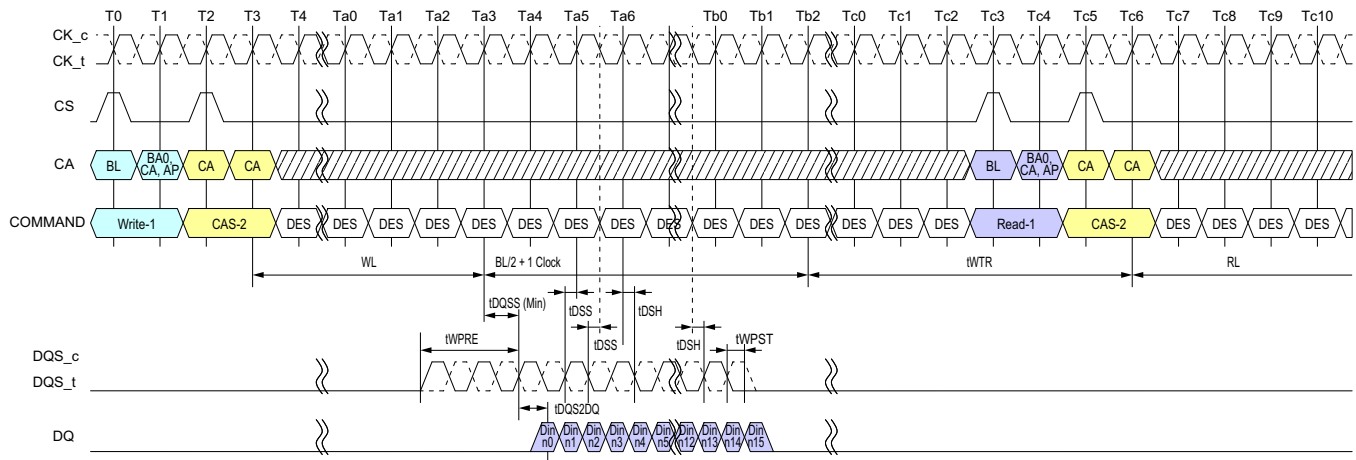 T0 T1 T2 T3 T4 Ta0 Ta1 Ta2 Ta3 Ta4 Ta5 Ta6 Tb0 Tb1 Tb2 Tc0 Tc1 Tc2 Tc3 Tc4 Tc5 Tc6 Tc7 Tc8 Tc9 Tc10
CK_c
CK_t
CS
CA BL BA0, CA, AP CA CA BL BA0, CA, AP CA CA
COMMAND Write-1 CAS-2 DES DES DES DES DES DES DES DES DES DES DES DES DES DES DES Read-1 CAS-2 DES DES DES DES
WL BL/2 + 1 Clock tWTR RL
tDQSS (Min) tDSS tDSH
tWPRE tDSS tDSH tWPST
DQS_c
DQS_t
tDQS2DQ
DQ Din n0 Din n1 Din n2 Din n3 Din n4 Din n5 Din n12 Din n13 Din n14 Din n15